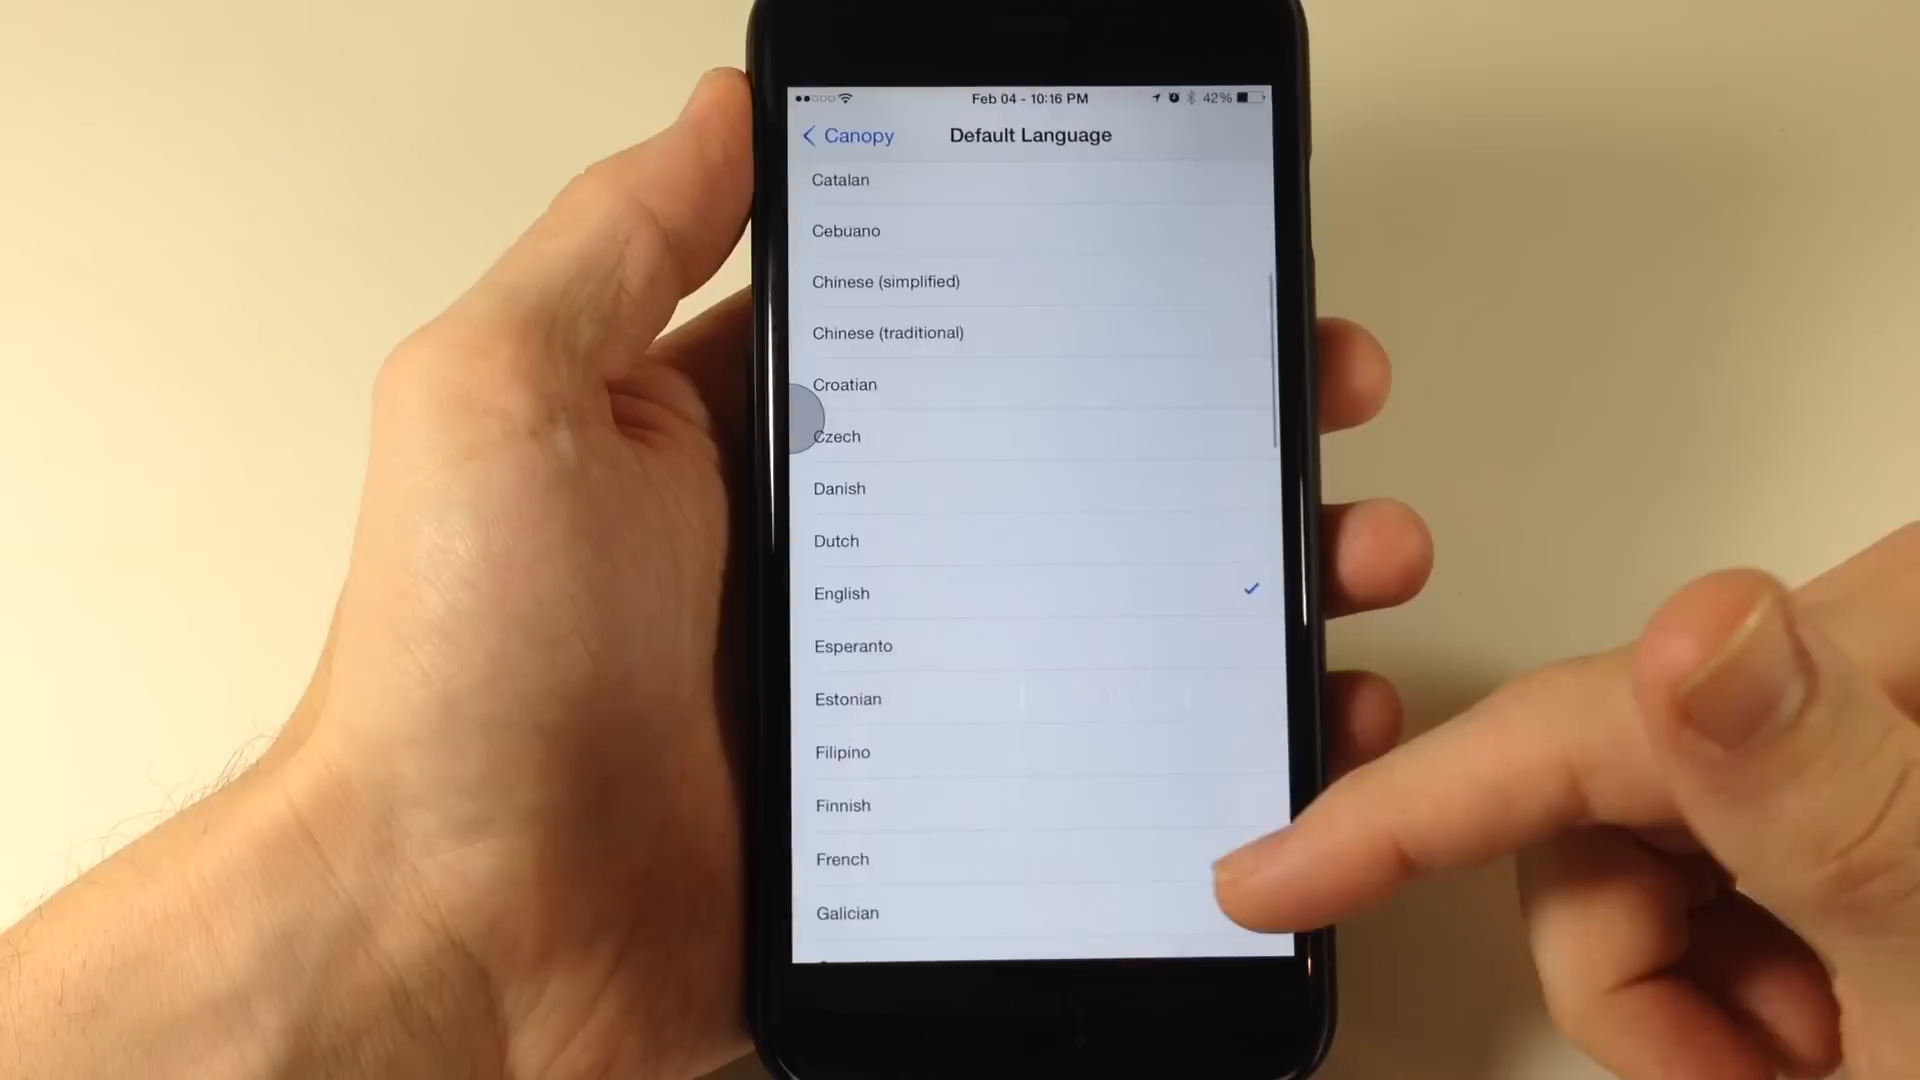 Feb 04 - 10:16 PM
42%
Canopy
Default Language
Catalan
Cebuano
Chinese (simplified)
Chinese (traditional)
Croatian
Czech
Danish
Dutch
English
Esperanto
Estonian
Filipino
Finnish
French
Galician